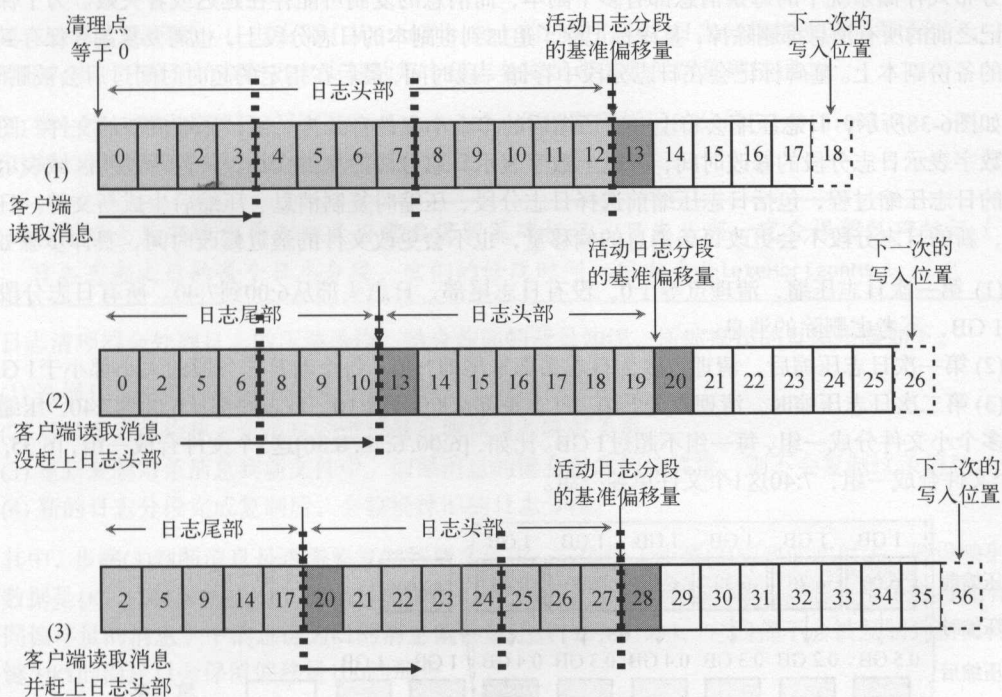 清理点
等于0
活动日志分段
的基准偏移量
下一次的
写入位置
日志头部
(1)
0 1 2 3 4 5 6 7 8 9 10 11 12 13 14 15 16 17 18
客户端
读取消息
活动日志分段
的基准偏移量
下一次的
写入位置
日志尾部 日志头部
(2)
0 2 5 6 8 9 10 13 14 15 16 17 18 19 20 21 22 23 24 25 26
客户端读取消息
没赶上日志头部
活动日志分段
的基准偏移量
下一次的
写入位置
日志尾部 日志头部
(3)
2 5 9 14 17 20 21 22 23 24 25 26 27 28 29 30 31 32 33 34 35 36
客户端读取消息
并赶上日志头部